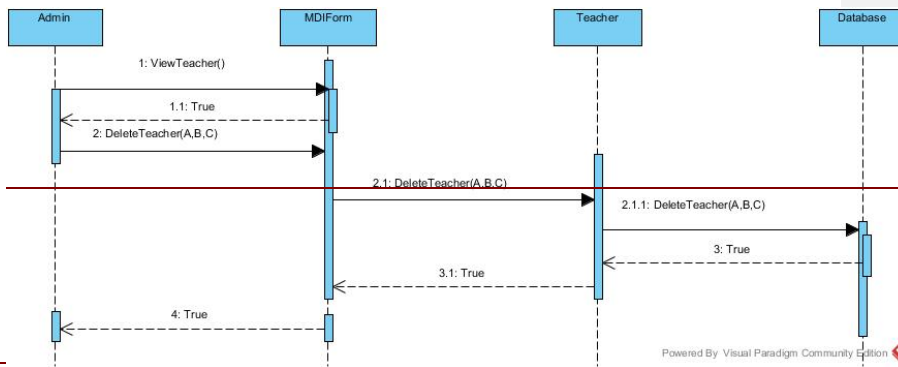 Admin
MDIForm
Teacher
Database
1: ViewTeacher()
1.1: True
2: DeleteTeacher(A,B,C)
2.1: DeleteTeacher(A,B,C)
2.1.1: DeleteTeacher(A,B,C)
3: True
3.1: True
4: True
Powered By Visual Paradigm Community Edition